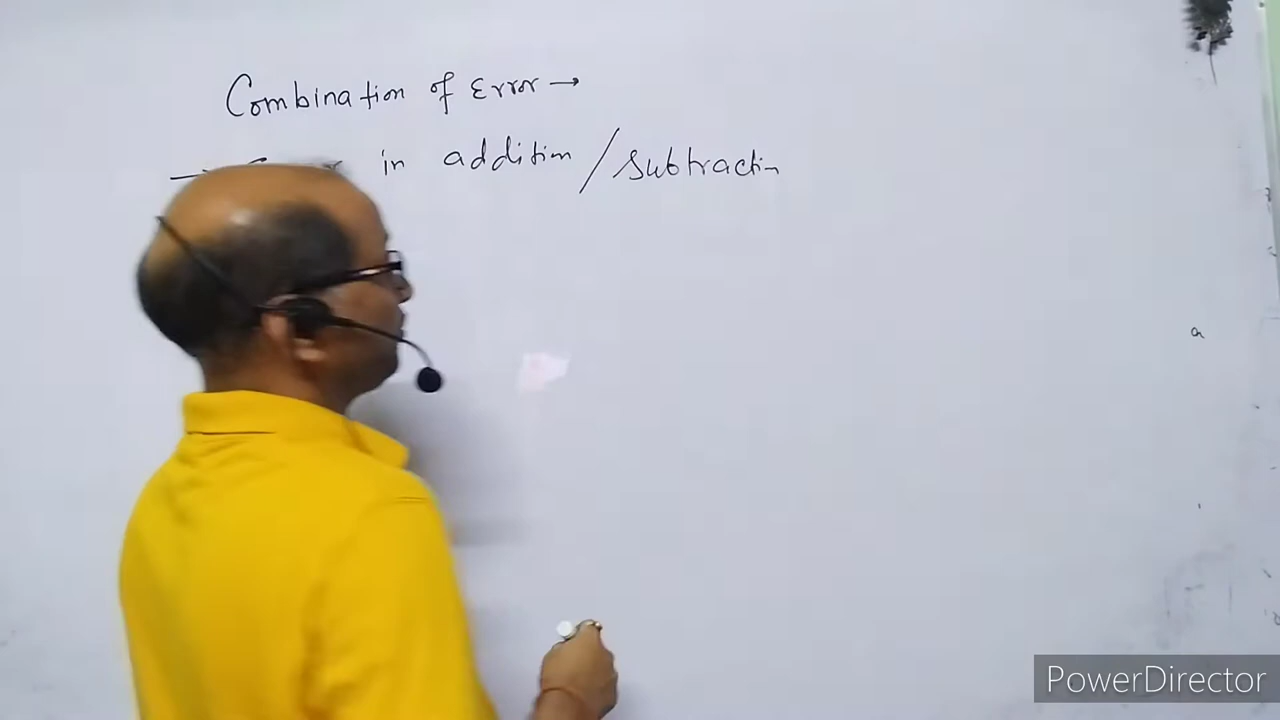 Combination of Error →
→ in addition / Subtraction
a
PowerDirector